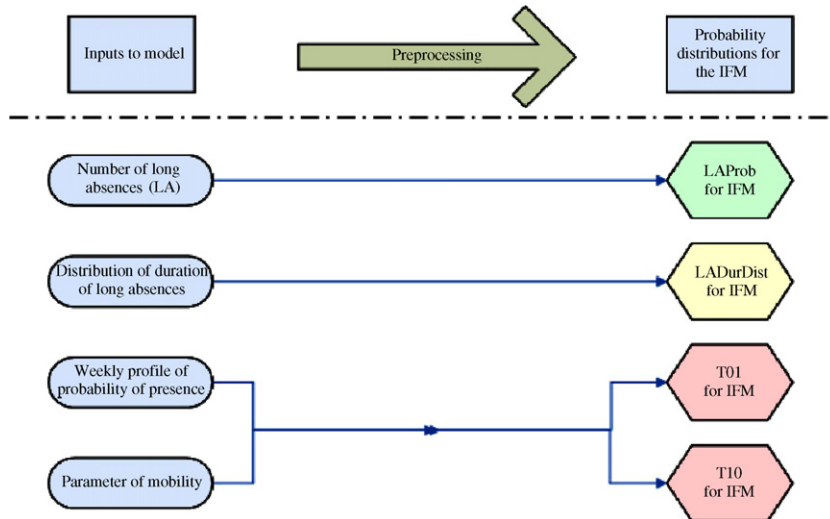 Inputs to model
Preprocessing
Probability
distributions for
the IFM
Number of long
absences (LA)
LAProb
for IFM
Distribution of duration
of long absences
LADurDist
for IFM
Weekly profile of
probability of presence
T01
for IFM
Parameter of mobility
T10
for IFM